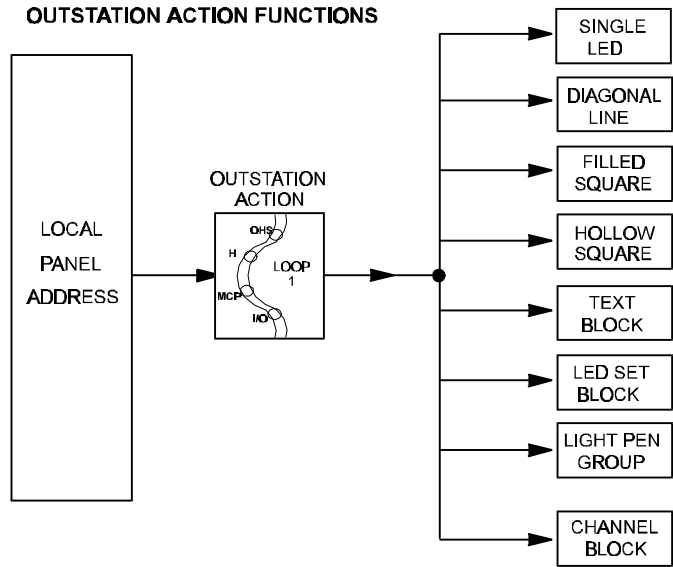 OUTSTATION ACTION FUNCTIONS
LOCAL
PANEL
ADDRESS
OUTSTATION
ACTION
OHS
H
LOOP
1
MCP
I/O
SINGLE
LED
DIAGONAL
LINE
FILLED
SQUARE
HOLLOW
SQUARE
TEXT
BLOCK
LED SET
BLOCK
LIGHT PEN
GROUP
CHANNEL
BLOCK